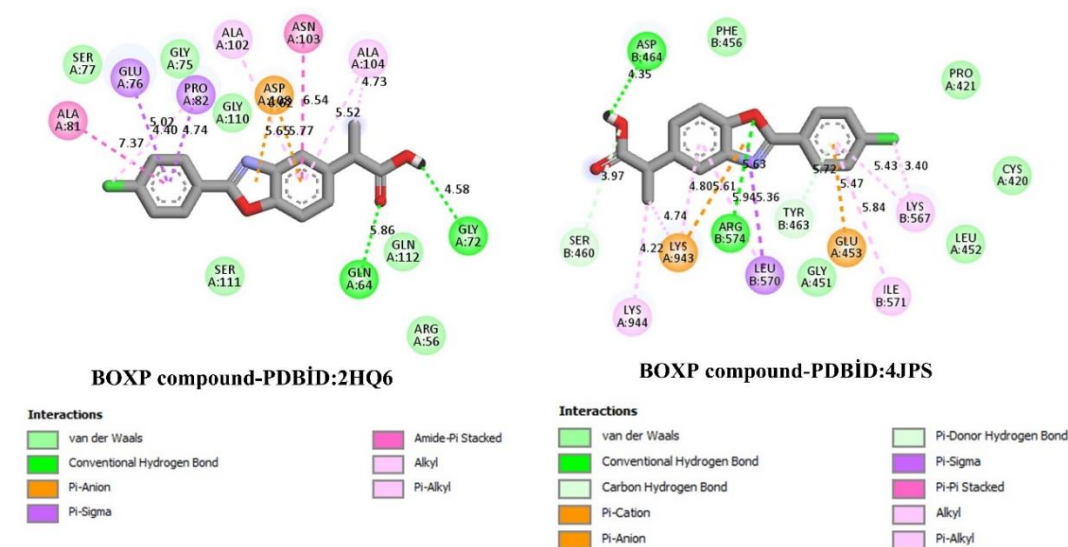 SER
A:77
GLY
A:75
GLU
A:76
PRO
A:82
ALA
A:102
ASN
A:103
ALA
A:104
ASP
A:108
GLY
A:110
ALA
A:81
4.73
6.54
5.52
5.02
4.40
4.74
7.37
5.65
5.77
4.58
5.86
GLY
A:72
GLN
A:112
GLN
A:64
SER
A:111
ARG
A:56
BOXP compound-PDBİD:2HQ6
Interactions
van der Waals
Conventional Hydrogen Bond
Pi-Anion
Pi-Sigma
Amide-Pi Stacked
Alkyl
Pi-Alkyl
ASP
B:464
PHE
B:456
PRO
A:421
4.35
3.97
5.63
5.72
5.43
3.40
CYS
A:420
4.80
5.61
5.47
5.94
5.36
LYS
B:567
4.74
TYR
B:463
5.84
SER
B:460
4.22
LYS
A:943
ARG
B:574
GLU
A:453
LEU
A:452
LEU
B:570
GLY
A:451
ILE
B:571
LYS
A:944
BOXP compound-PDBİD:4JPS
Interactions
van der Waals
Conventional Hydrogen Bond
Carbon Hydrogen Bond
Pi-Cation
Pi-Anion
Pi-Donor Hydrogen Bond
Pi-Sigma
Pi-Pi Stacked
Alkyl
Pi-Alkyl